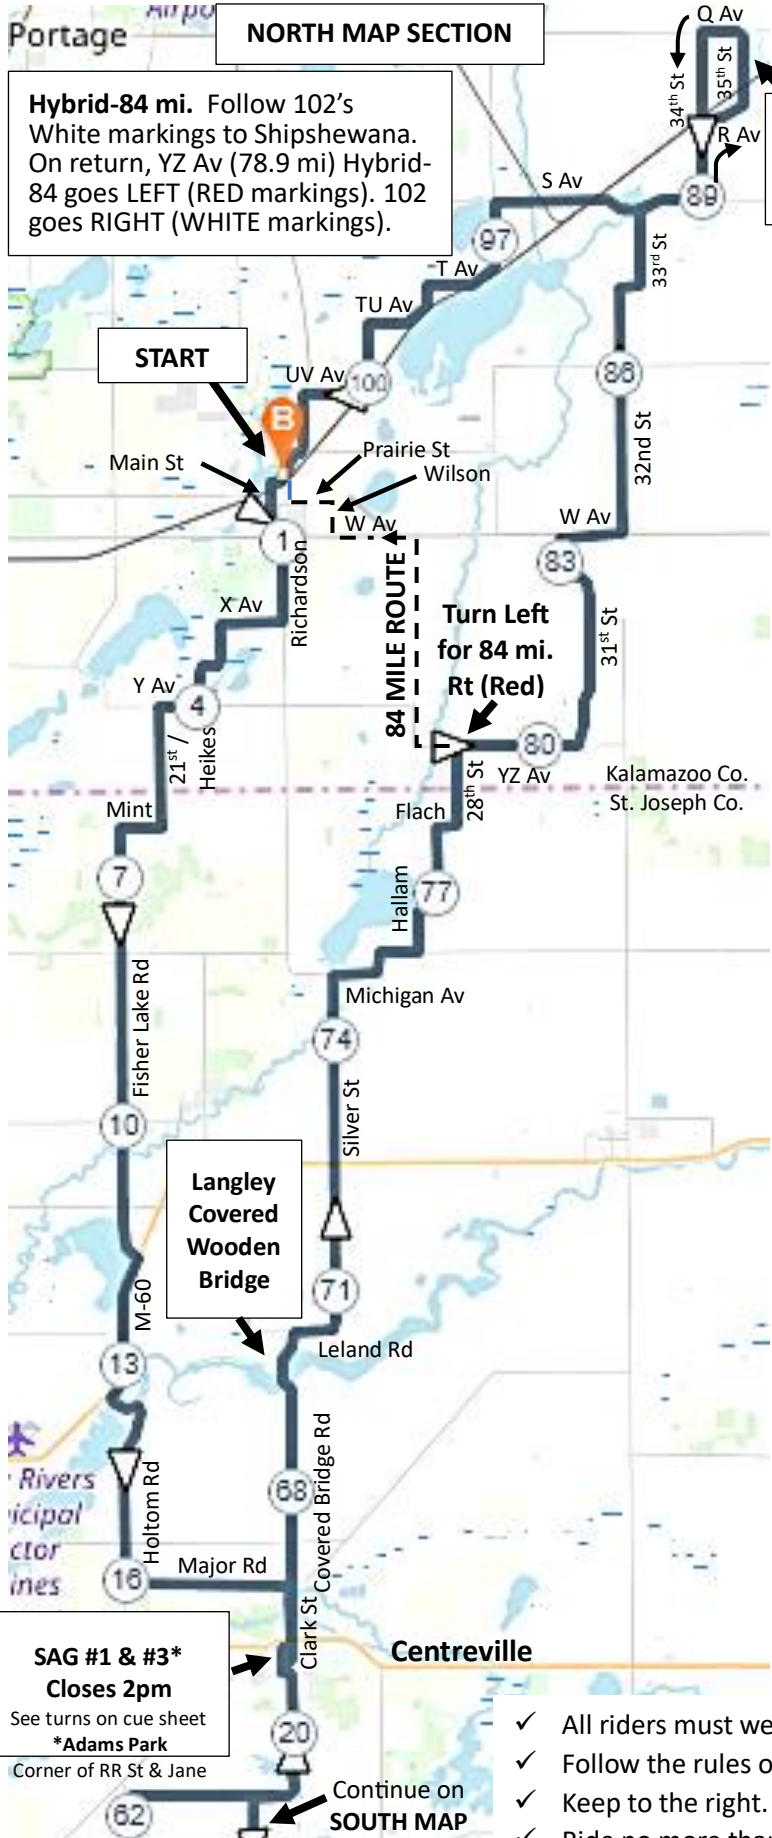 Portage
NORTH MAP SECTION
Q Av
34th St
35th St
R Av
Hybrid-84 mi. Follow 102's
White markings to Shipshewana.
On return, YZ Av (78.9 mi) Hybrid-
84 goes LEFT (RED markings). 102
goes RIGHT (WHITE markings).
S Av
89
97
33rd St
T Av
TU Av
START
UV Av
100
86
B
32nd St
Main St
Prairie St
Wilson
W Av
W Av
1
83
Richardson
X Av
84 MILE ROUTE
Turn Left
for 84 mi.
Rt (Red)
31st St
Y Av
4
21st /
Heikes
80
YZ Av
28th St
Kalamazoo Co.
St. Joseph Co.
Mint
Flach
7
77
Hallam
Michigan Av
Fisher Lake Rd
74
10
Silver St
Langley
Covered
Wooden
Bridge
71
M-60
Leland Rd
13
Covered Bridge Rd
Rivers
68
Holtom Rd
16
Major Rd
Clark St
SAG #1 & #3*
Closes 2pm
See turns on cue sheet
*Adams Park
Corner of RR St & Jane
Centreville
20
62
Continue on
SOUTH MAP
✓ All riders must we
✓ Follow the rules o
✓ Keep to the right.